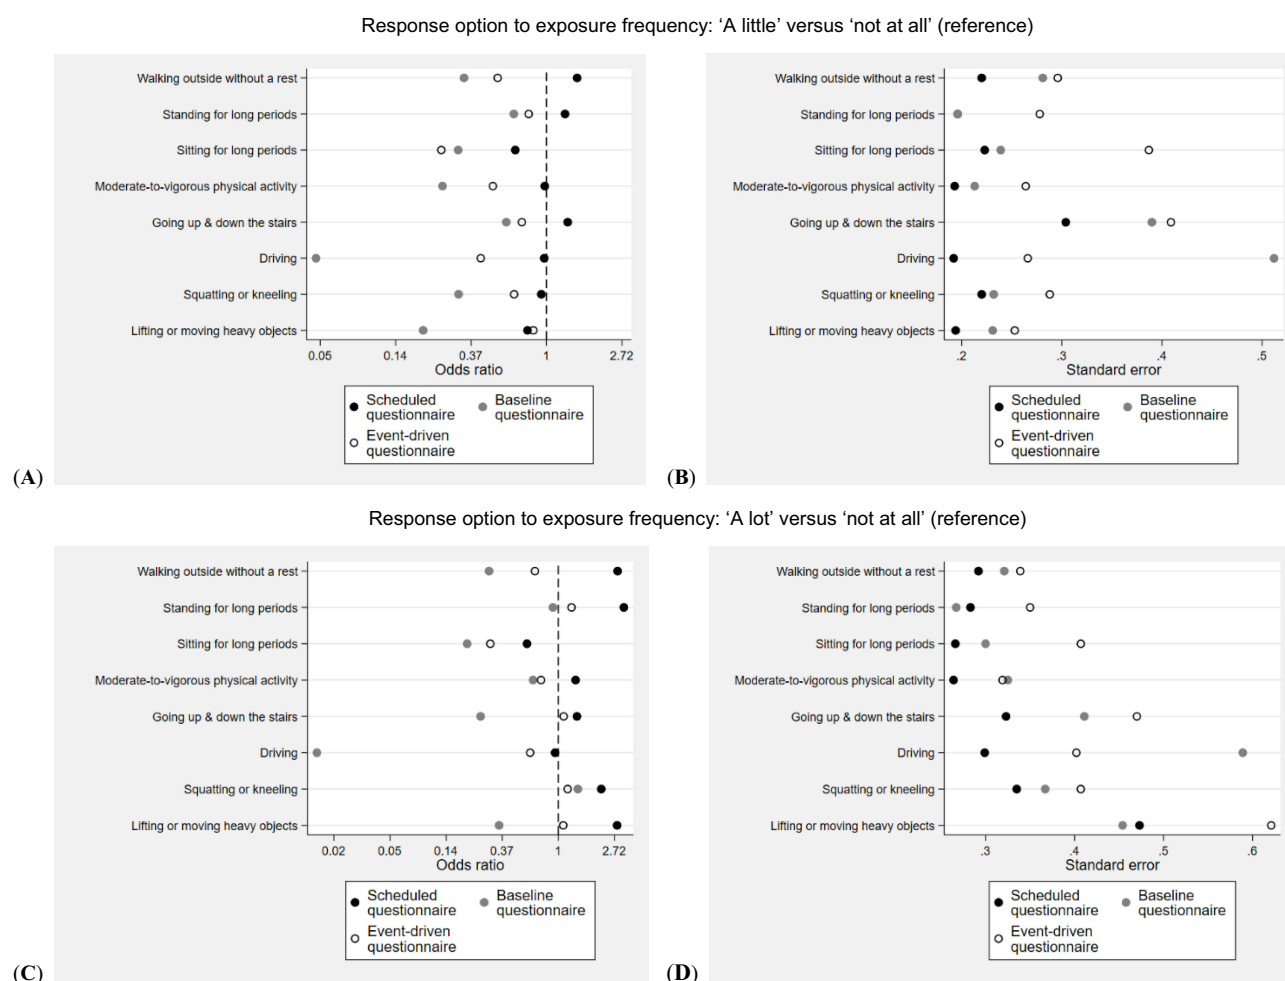 Response option to exposure frequency: ‘A little’ versus ‘not at all’ (reference)
Walking outside without a rest
Standing for long periods
Sitting for long periods
Moderate-to-vigorous physical activity
Going up & down the stairs
Driving
Squatting or kneeling
Lifting or moving heavy objects
0.05 0.14 0.37 1 2.72
Odds ratio
Scheduled questionnaire
Baseline questionnaire
Event-driven questionnaire
(A)
Walking outside without a rest
Standing for long periods
Sitting for long periods
Moderate-to-vigorous physical activity
Going up & down the stairs
Driving
Squatting or kneeling
Lifting or moving heavy objects
.2 .3 .4 .5
Standard error
Scheduled questionnaire
Baseline questionnaire
Event-driven questionnaire
(B)
Response option to exposure frequency: ‘A lot’ versus ‘not at all’ (reference)
Walking outside without a rest
Standing for long periods
Sitting for long periods
Moderate-to-vigorous physical activity
Going up & down the stairs
Driving
Squatting or kneeling
Lifting or moving heavy objects
0.02 0.05 0.14 0.37 1 2.72
Odds ratio
Scheduled questionnaire
Baseline questionnaire
Event-driven questionnaire
(C)
Walking outside without a rest
Standing for long periods
Sitting for long periods
Moderate-to-vigorous physical activity
Going up & down the stairs
Driving
Squatting or kneeling
Lifting or moving heavy objects
.3 .4 .5 .6
Standard error
Scheduled questionnaire
Baseline questionnaire
Event-driven questionnaire
(D)